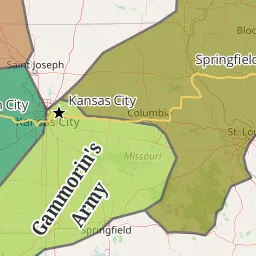 Bloo
Springfield
Saint Joseph
n City
Kansas City
Kansas City
Columbia
St. Lou
Missouri
Gammorin's
Army
Springfield